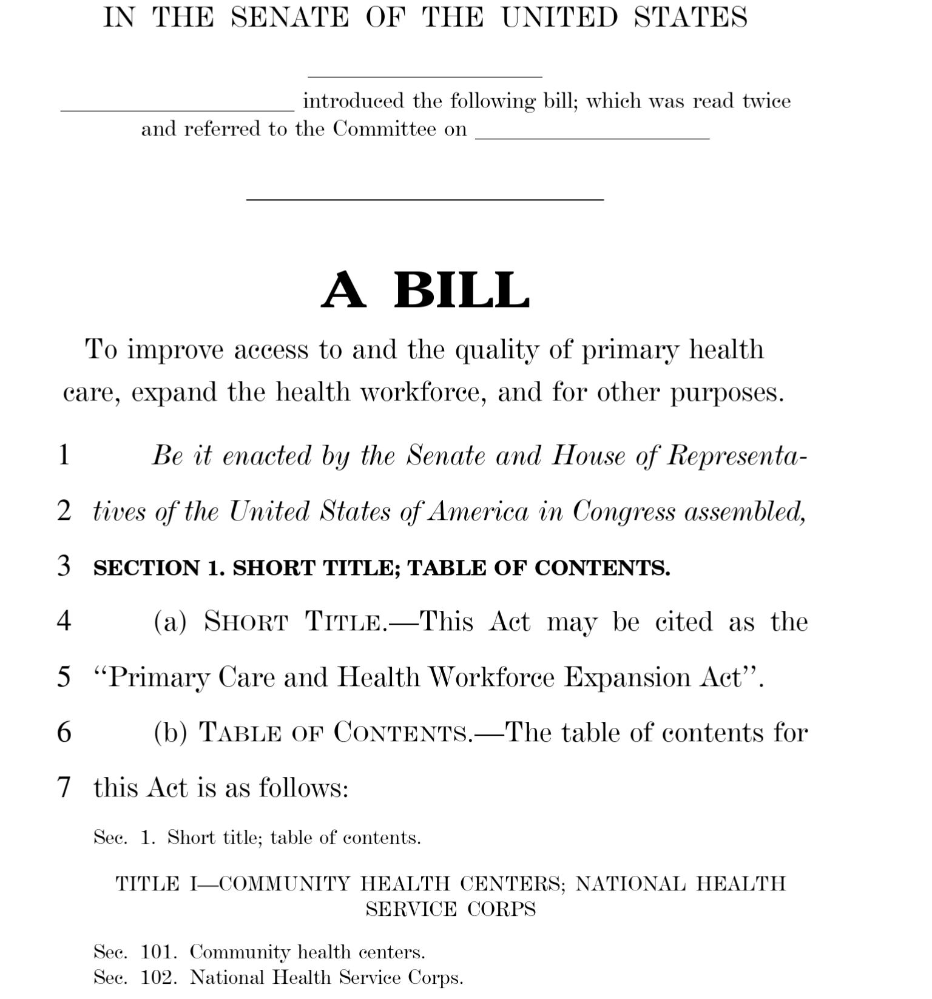 IN THE SENATE OF THE UNITED STATES
introduced the following bill; which was read twice
and referred to the Committee on
A BILL
To improve access to and the quality of primary health
care, expand the health workforce, and for other purposes.
1 Be it enacted by the Senate and House of Representa-
2 tives of the United States of America in Congress assembled,
3 SECTION 1. SHORT TITLE; TABLE OF CONTENTS.
4 (a) SHORT TITLE.—This Act may be cited as the
5 “Primary Care and Health Workforce Expansion Act”.
6 (b) TABLE OF CONTENTS.—The table of contents for
7 this Act is as follows:
Sec. 1. Short title; table of contents.
TITLE I—COMMUNITY HEALTH CENTERS; NATIONAL HEALTH
SERVICE CORPS
Sec. 101. Community health centers.
Sec. 102. National Health Service Corps.